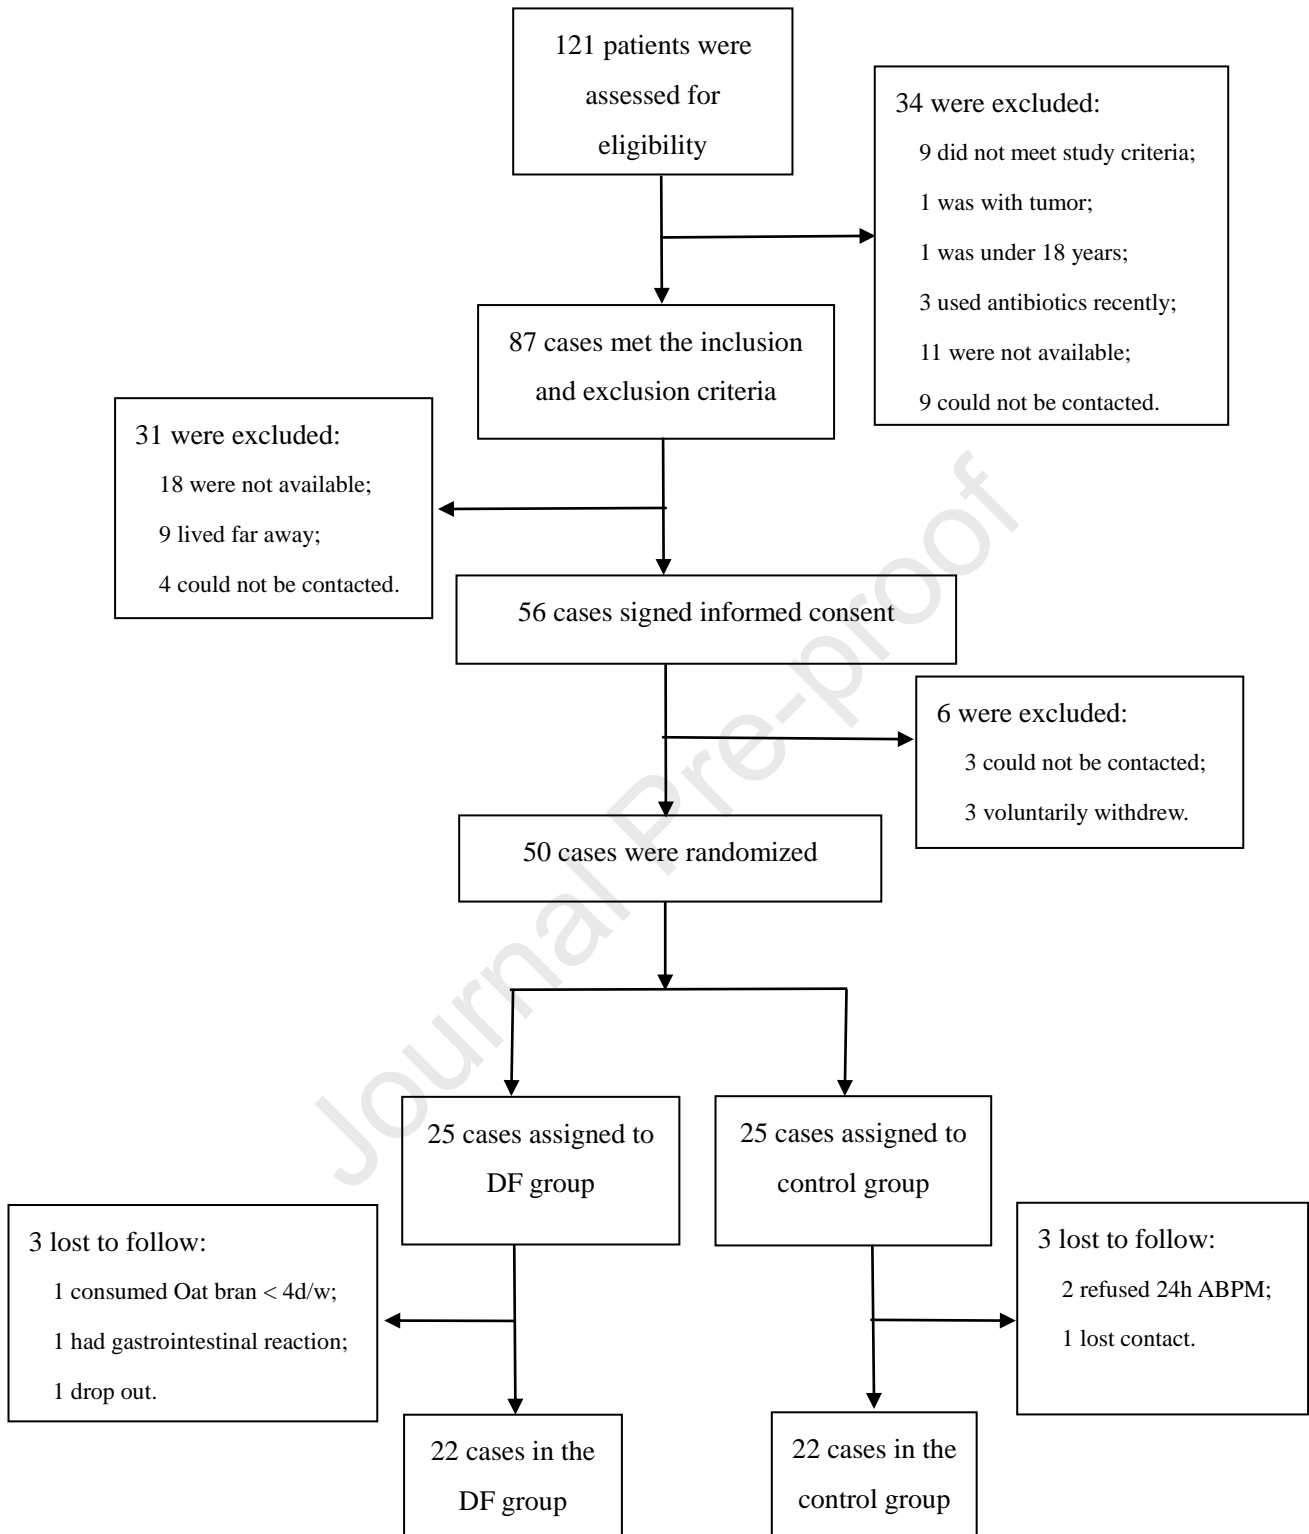 121 patients were
assessed for
eligibility
34 were excluded:
9 did not meet study criteria;
1 was with tumor;
1 was under 18 years;
3 used antibiotics recently;
11 were not available;
9 could not be contacted.
87 cases met the inclusion
and exclusion criteria
31 were excluded:
18 were not available;
9 lived far away;
4 could not be contacted.
56 cases signed informed consent
6 were excluded:
3 could not be contacted;
3 voluntarily withdrew.
50 cases were randomized
Journal Pre-proof
25 cases assigned to
DF group
25 cases assigned to
control group
3 lost to follow:
1 consumed Oat bran < 4d/w;
1 had gastrointestinal reaction;
1 drop out.
3 lost to follow:
2 refused 24h ABPM;
1 lost contact.
22 cases in the
DF group
22 cases in the
control group